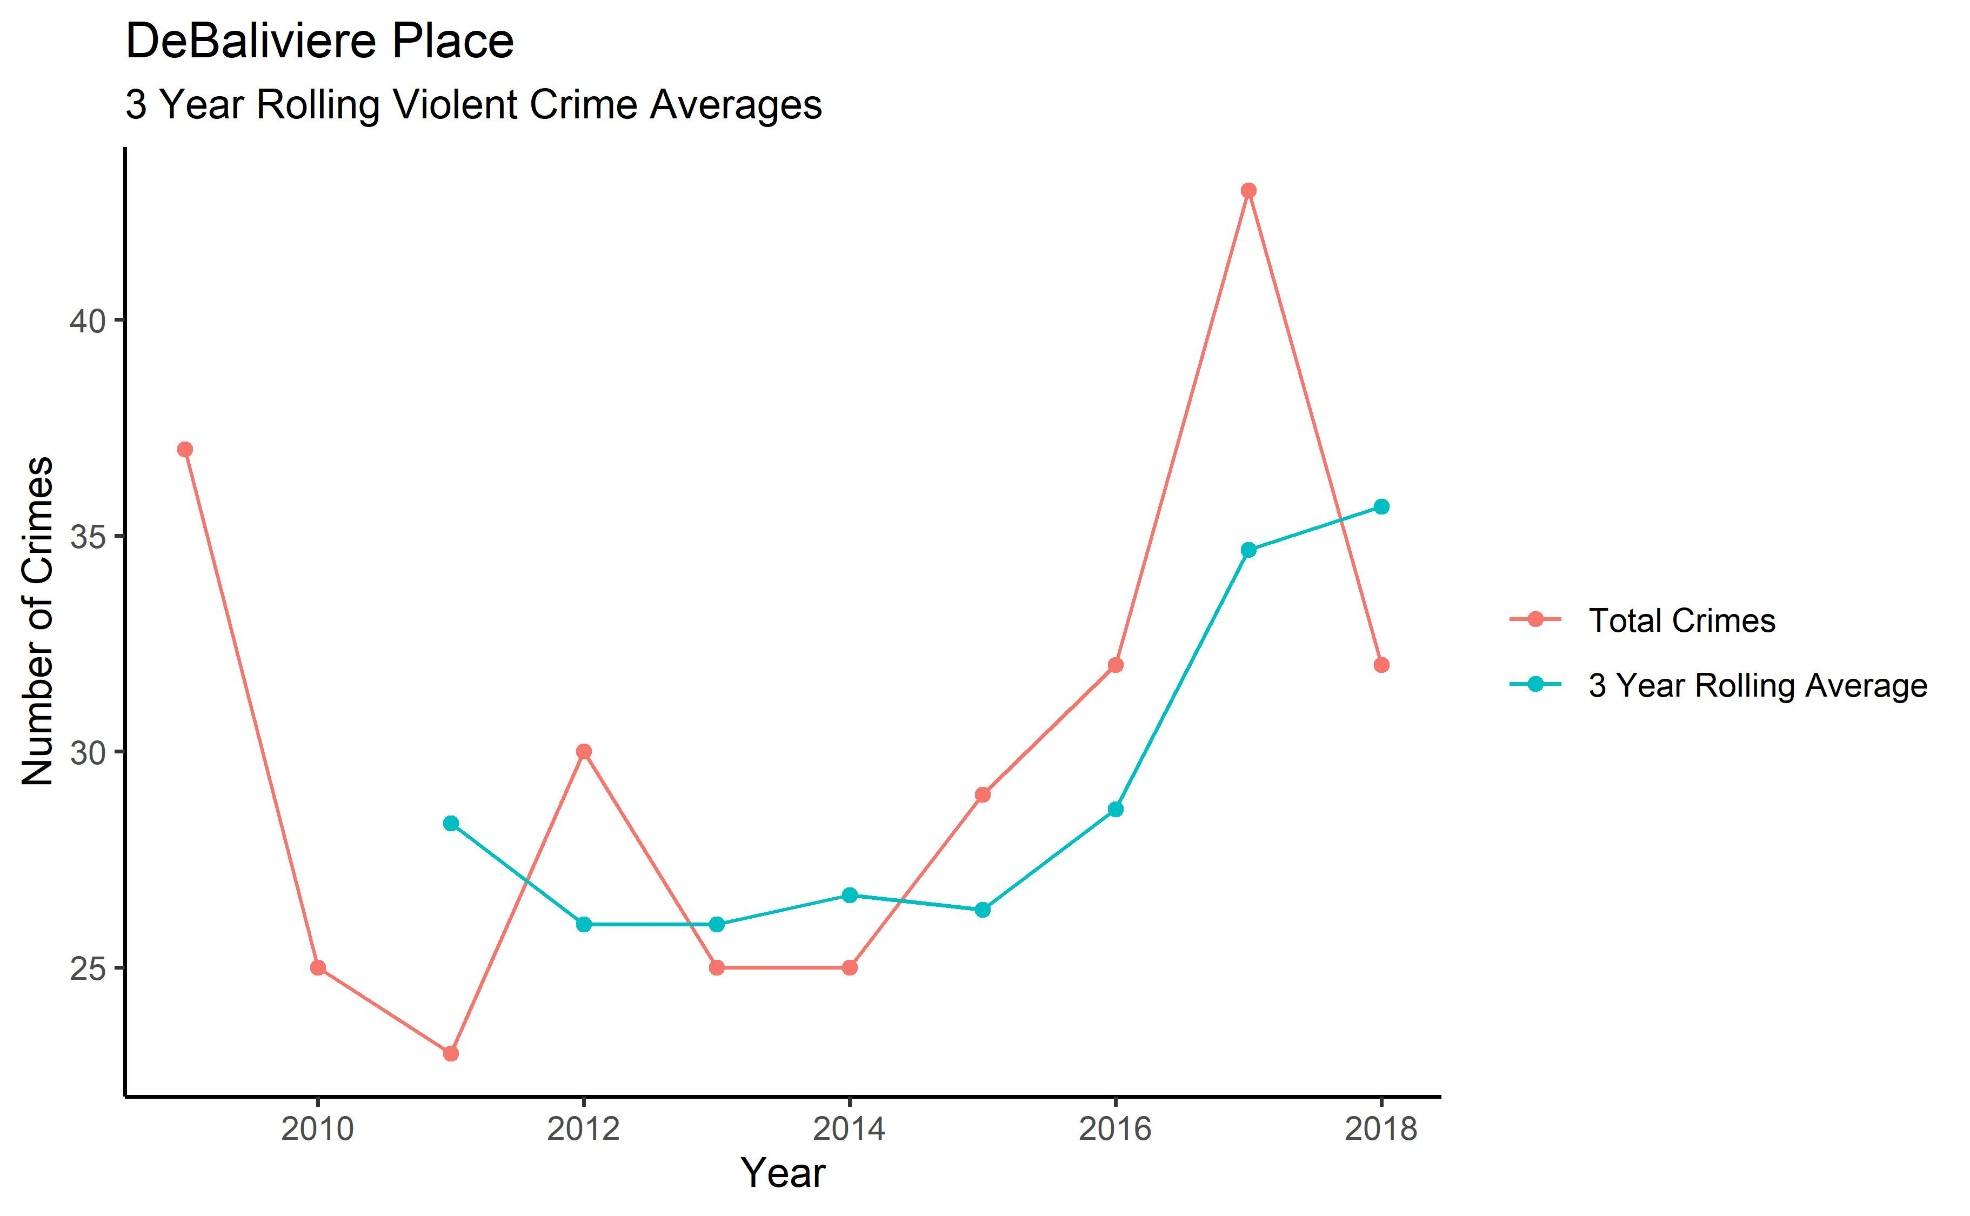 DeBaliviere Place
3 Year Rolling Violent Crime Averages
Number of Crimes
40
35
30
25
2010
2012
2014
2016
2018
Year
Total Crimes
3 Year Rolling Average